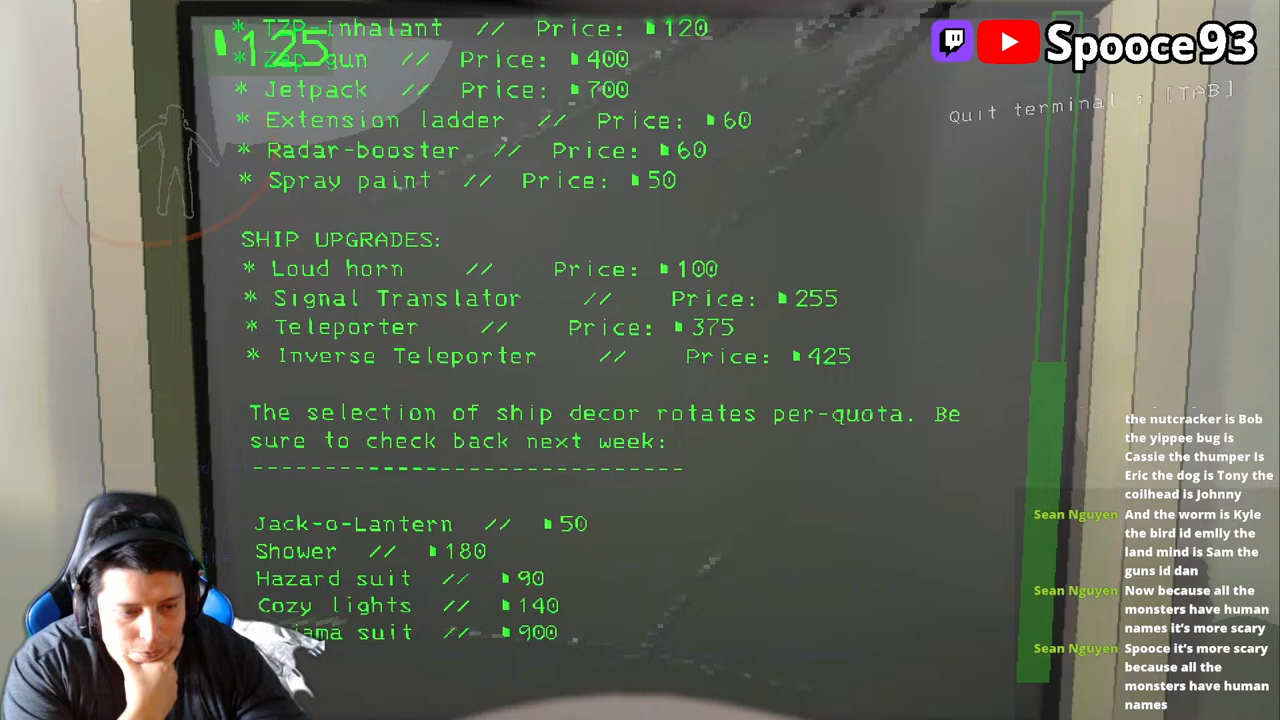 * TZP-Inhalant // Price: 120
125
* Zap gun // Price: 400
* Jetpack // Price: 700
* Extension ladder // Price: 60
* Radar-booster // Price: 60
* Spray paint // Price: 50
SHIP UPGRADES:
* Loud horn // Price: 100
* Signal Translator // Price: 255
* Teleporter // Price: 375
* Inverse Teleporter // Price: 425
The selection of ship decor rotates per-quota. Be
sure to check back next week:
------------------------------
Jack-o-Lantern // 50
Shower // 180
Hazard suit // 90
Cozy lights // 140
suit // 900
Spooce93
Quit terminal : [TAB]
the nutcracker is Bob
the yippee bug is
Cassie the thumper Is
Eric the dog is Tony the
coilhead is Johnny
Sean Nguyen And the worm is Kyle
the bird id emlly the
land mind is Sam the
guns id dan
Sean Nguyen Now because all the
monsters have human
names it's more scary
Sean Nguyen Spooce it's more scary
because all the
monsters have human
names